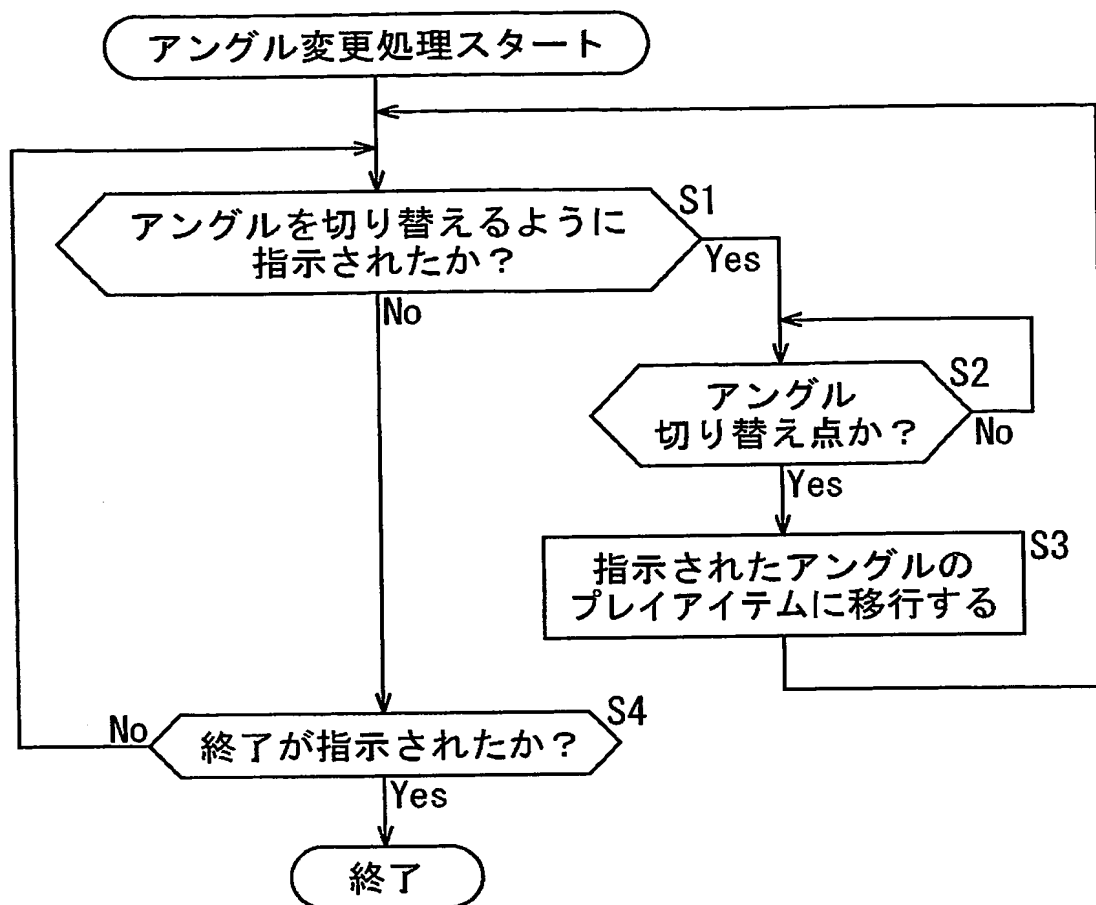 アングル変更処理スタート
S1
アングルを切り替えるように
指示されたか?
Yes
No
S2
アングル
切り替え点か?
No
Yes
S3
指示されたアングルの
プレイアイテムに移行する
S4
No
終了が指示されたか?
Yes
終了